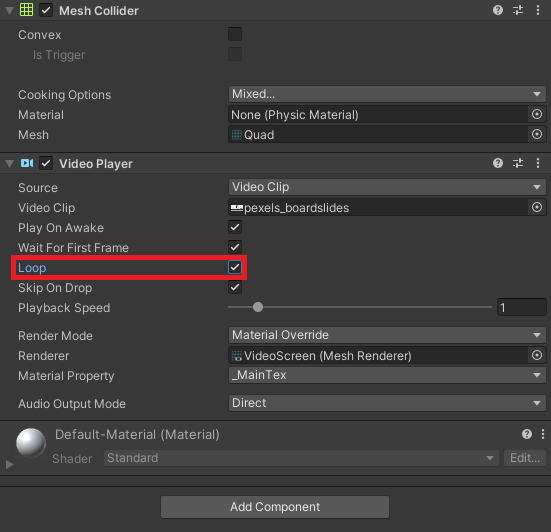 Mesh Collider
Convex
Is Trigger
Cooking Options Mixed...
Material None (Physic Material)
Mesh Quad
Video Player
Source Video Clip
Video Clip pexels_boardslides
Play On Awake
Wait For First Frame
Loop
Skip On Drop
Playback Speed 1
Render Mode Material Override
Renderer VideoScreen (Mesh Renderer)
Material Property _MainTex
Audio Output Mode Direct
Default-Material (Material)
Shader Standard Edit...
Add Component